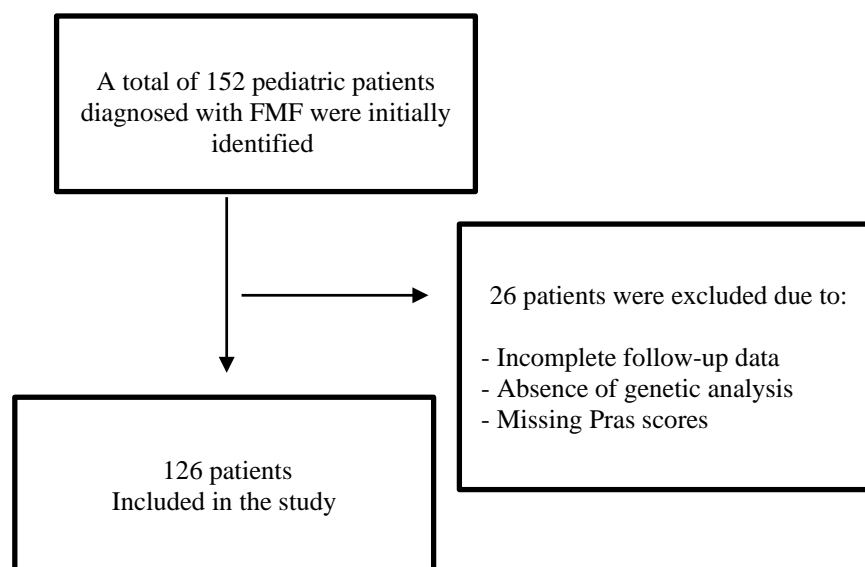 A total of 152 pediatric patients
diagnosed with FMF were initially
identified
26 patients were excluded due to:
- Incomplete follow-up data
- Absence of genetic analysis
- Missing Pras scores
126 patients
Included in the study